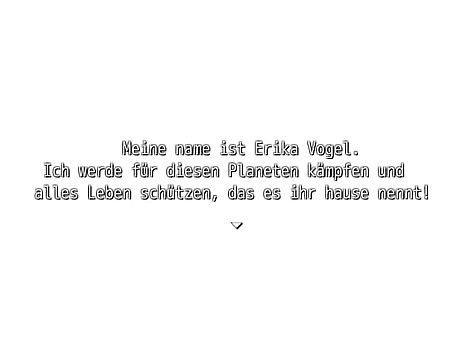 Meine name ist Erika Vogel.
Ich werde für diesen Planeten kämpfen und
alles Leben schützen, das es ihr hause nennt!